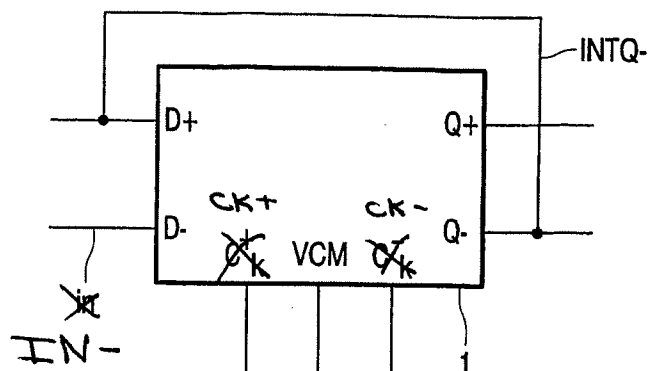 INTQ-
D+ Q+
CK+ CK-
D- Q-
VCM
IN-
1